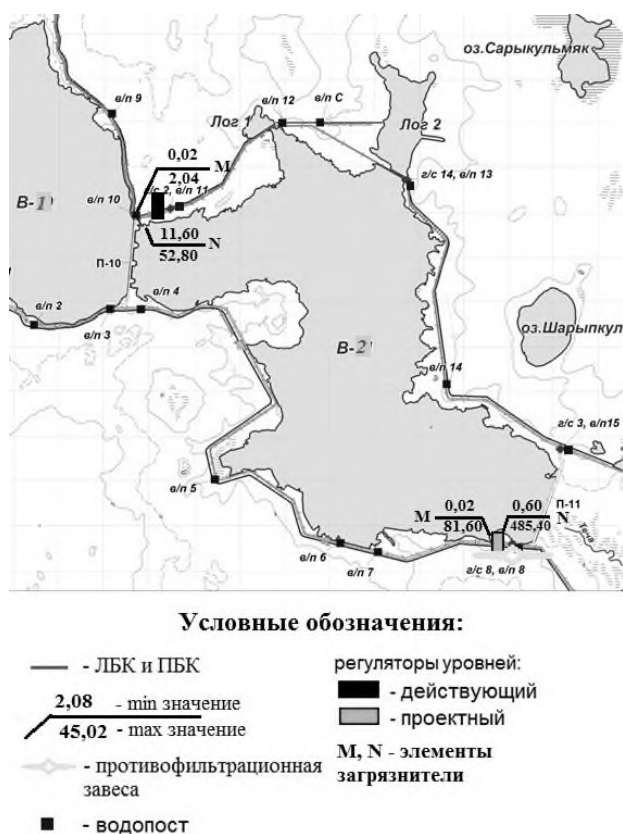 оз.Сарыкульмяк
в/п 9
в/п 12
в/п С
Лог 1
Лог 2
0,02 М
2,04
г/с 2, в/п 11
г/с 14, в/п 13
в/п 10
В-1
11,60 N
52,80
П-10
в/п 4
в/п 2
в/п 3
оз.Шарыпкул
В-2
в/п 14
г/с 3, в/п15
в/п 5
М 0,02
81,60
0,60
485,40 N
П-11
Теча
в/п 6
в/п 7
г/с 8, в/п 8
Условные обозначения:
- ЛБК и ПБК
2,08 - min значение
45,02 - max значение
- противофильтрационная
завеса
- водопост
регуляторы уровней:
- действующий
- проектный
M, N - элементы
загрязнители